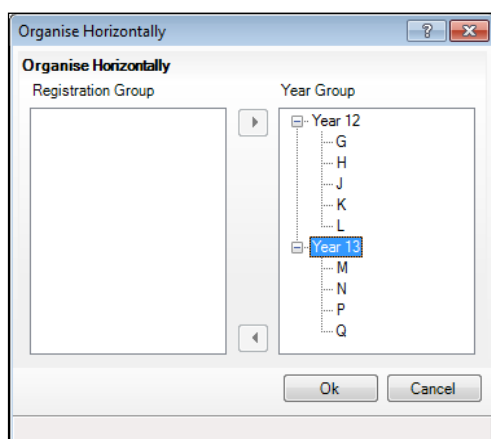 Organise Horizontally
Organise Horizontally
Registration Group
Year Group
Year 12
G
H
J
K
L
Year 13
M
N
P
Q
Ok
Cancel